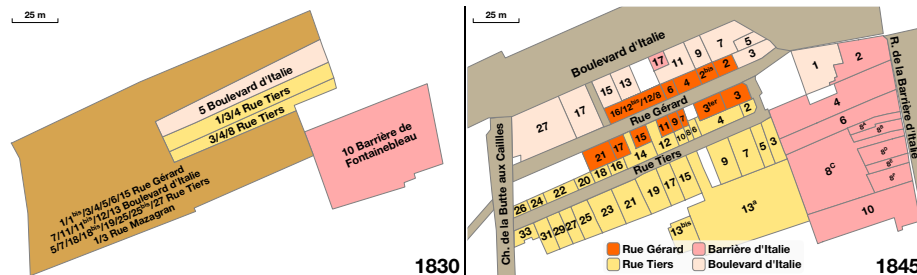 25 m
5 Boulevard d'Italie
1/3/4 Rue Tiers
3/4/8 Rue Tiers
10 Barrière de
Fontainebleau
1/1bis/3/4/5/6/15 Rue Gérard
7/11/11bis/12/13 Boulevard d'Italie
5/7/18/18bis/19/25/25bis/27 Rue Tiers
1/3 Rue Mazagran
1830
25 m
Boulevard d'Italie
R. de la Barrière d'Italie
Ch. de la Butte aux Cailles
27 17 15 13 17 11 9 7 5 3
1 2
16/12bis/12/8 6 4 2bis 2
Rue Gérard
21 17 15 11 9 7 3ter 3
26 24 22 20 18 16 14 12 10 8 6 4 2
Rue Tiers
33 31 29 27 25 23 21 19 17 15 9 7 5 3
13bis 13a
4
6
8C
10
Rue Gérard
Barrière d'Italie
Rue Tiers
Boulevard d'Italie
1845